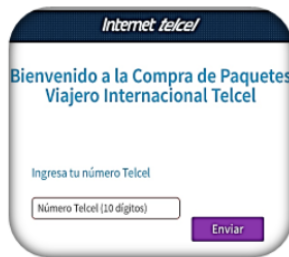 Internet telcel
Bienvenido a la Compra de Paquetes
Viajero Internacional Telcel
Ingresa tu número Telcel
Número Telcel (10 dígitos)
Enviar